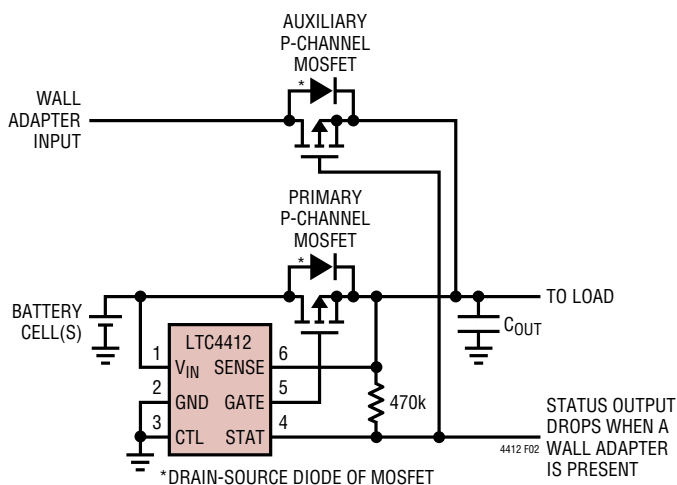 AUXILIARY
P-CHANNEL
MOSFET
*
WALL
ADAPTER
INPUT
PRIMARY
P-CHANNEL
MOSFET
*
BATTERY
CELL(S)
TO LOAD
COUT
LTC4412
1 VIN SENSE 6
2 GND GATE 5
3 CTL STAT 4
470k
STATUS OUTPUT
DROPS WHEN A
WALL ADAPTER
IS PRESENT
4412 F02
*DRAIN-SOURCE DIODE OF MOSFET